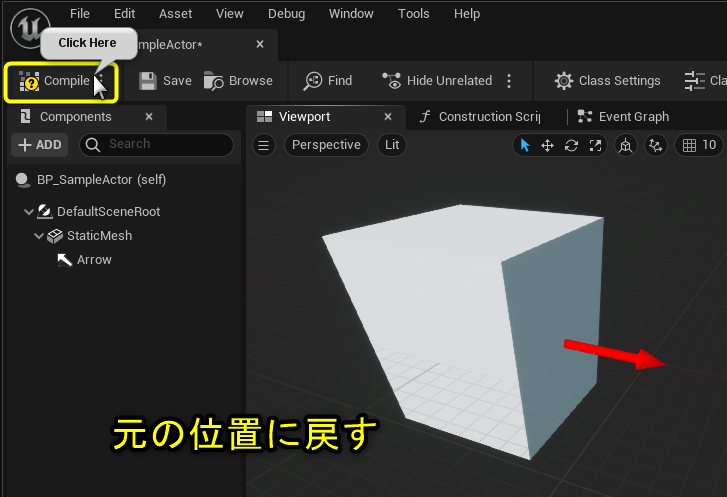 File Edit Asset View Debug Window Tools Help
Click Here
mpleActor*
Compile Save Browse Find Hide Unrelated Class Settings Cla
Components Viewport Construction Scrip Event Graph
ADD Search Perspective Lit 10
BP_SampleActor (self)
DefaultSceneRoot
StaticMesh
Arrow
元の位置に戻す